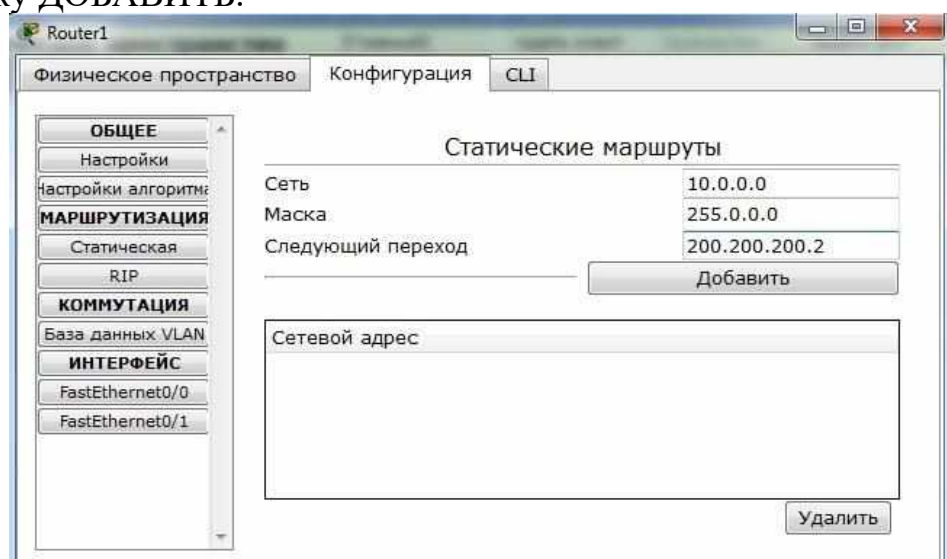 ку ДОБАВИТЬ.
Router1
Физическое пространство Конфигурация CLI
ОБЩЕЕ
Настройки
Настройки алгоритма
МАРШРУТИЗАЦИЯ
Статическая
RIP
КОММУТАЦИЯ
База данных VLAN
ИНТЕРФЕЙС
FastEthernet0/0
FastEthernet0/1
Статические маршруты
Сеть 10.0.0.0
Маска 255.0.0.0
Следующий переход 200.200.200.2
Добавить
Сетевой адрес
Удалить